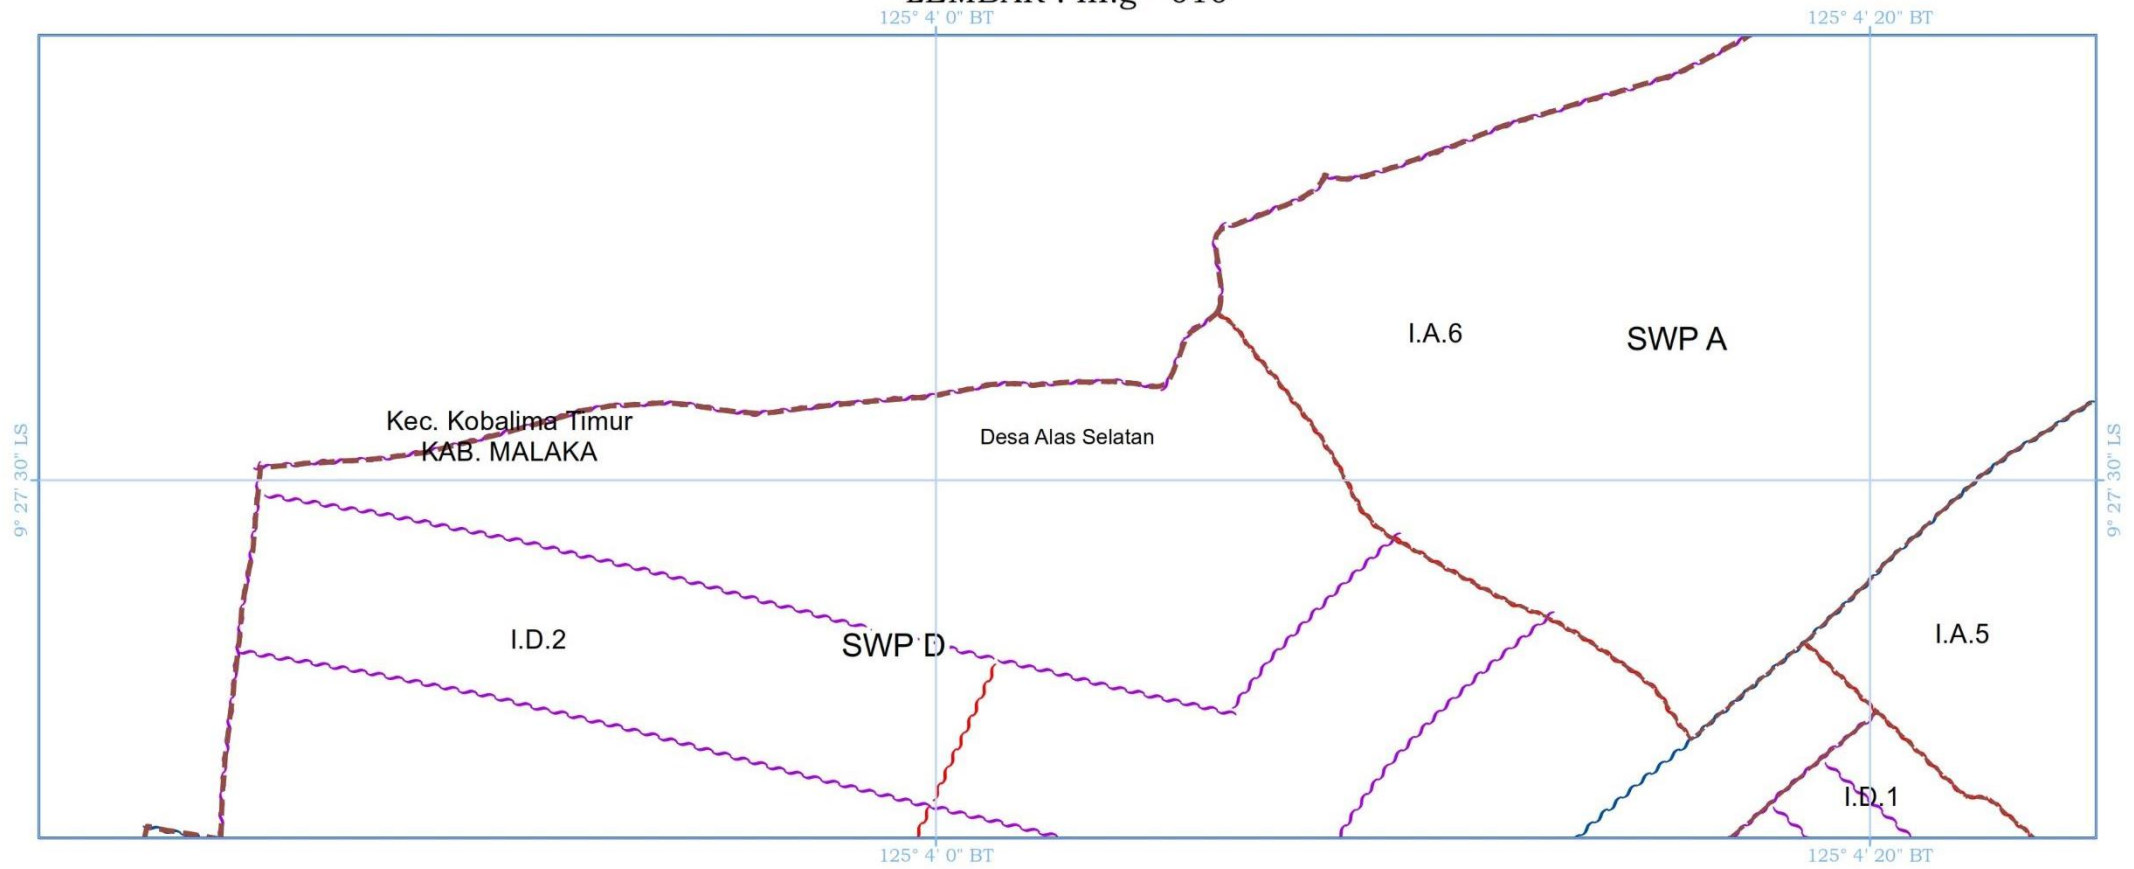 125° 4' 0" BT
125° 4' 20" BT
I.A.6
SWP A
Kec. Kobalima Timur
KAB. MALAKA
Desa Alas Selatan
9° 27' 30" LS
9° 27' 30" LS
I.D.2
SWP D
I.A.5
I.D.1
125° 4' 0" BT
125° 4' 20" BT